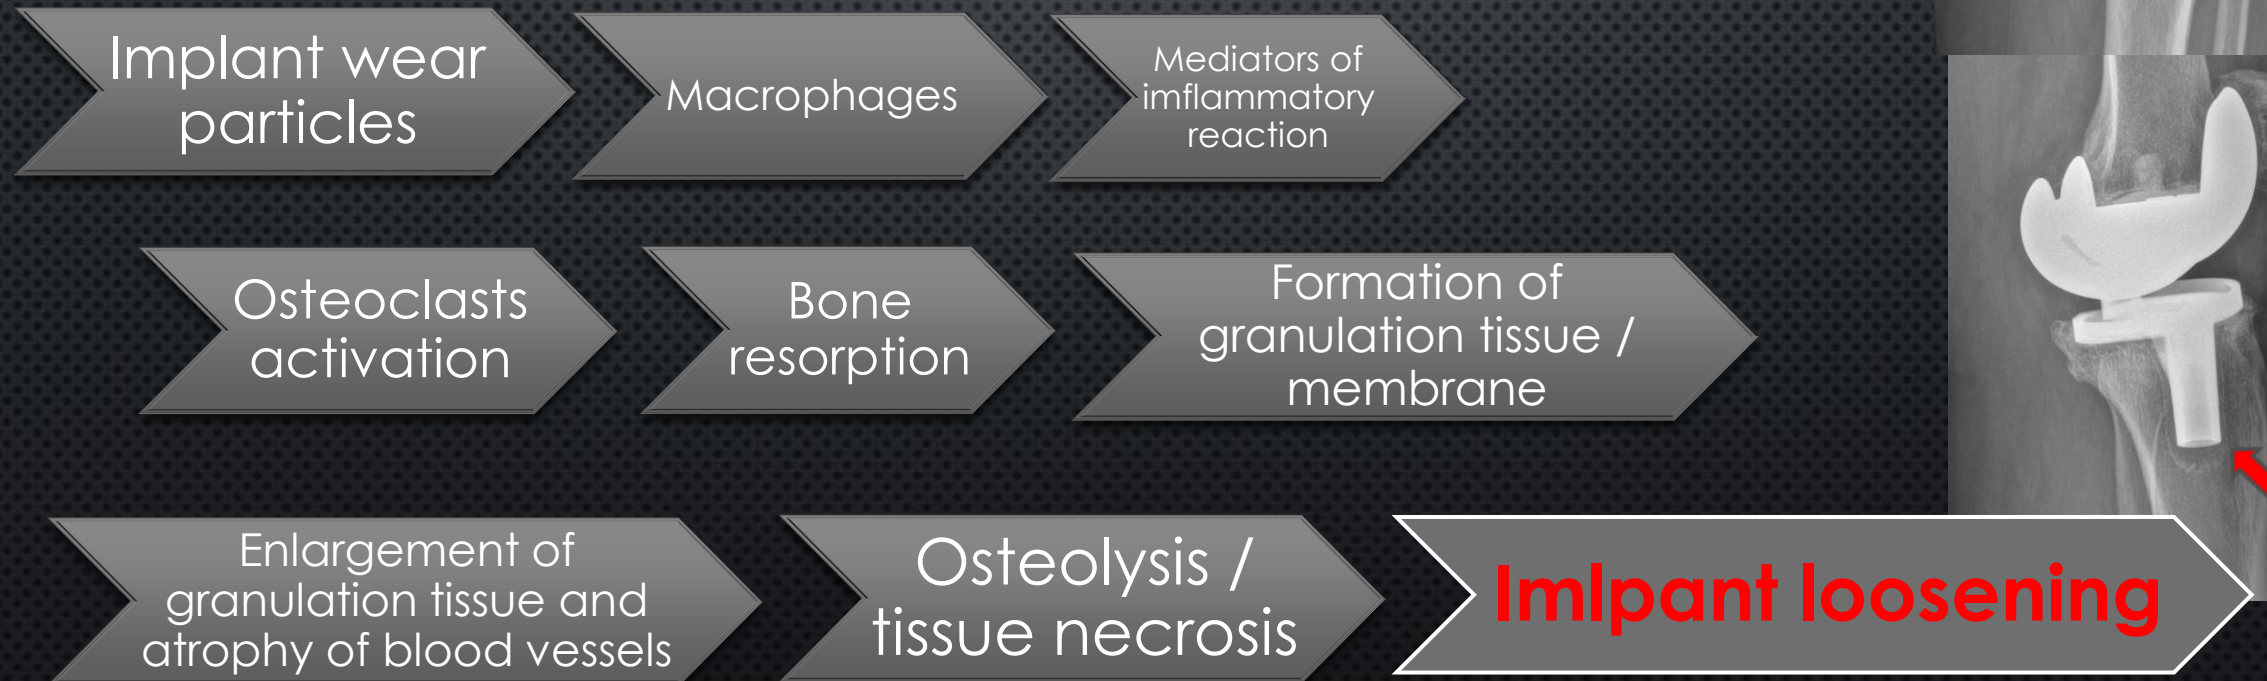 Implant wear
particles
Macrophages
Mediators of
imflammatory
reaction
Osteoclasts
activation
Bone
resorption
Formation of
granulation tissue /
membrane
Enlargement of
granulation tissue and
atrophy of blood vessels
Osteolysis /
tissue necrosis
Imlpant loosening